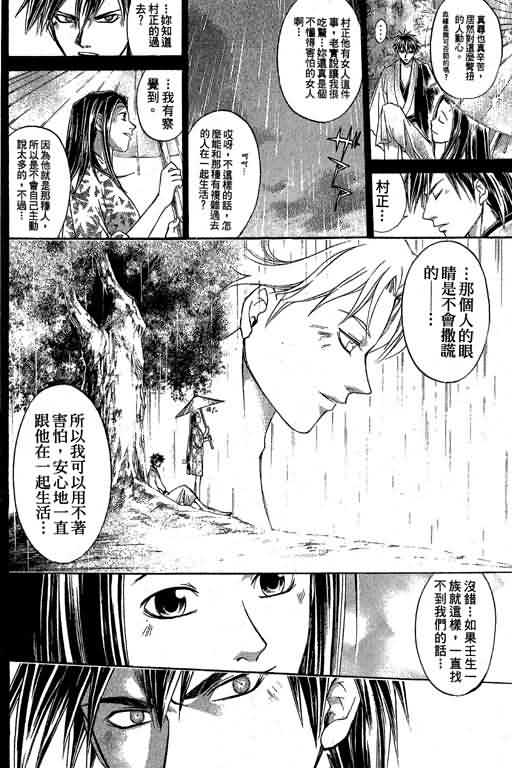 真尋也真辛苦，
居然對這麼彆扭
的人動心。
村正他有女人這件
事，老實說讓我很
吃驚…妳還真是個
不懂得害怕的女人
啊…
…妳知道
村正的過
去？
村正…
哎呀，不這樣的話，怎
麼能和那種有複雜過去
的人在一起生活？
…我有察
覺到。
因為他就是那種人，
所以是不會自己主動
說太多的，不過…
…那個人的眼
睛是不會撒謊
的…
所以我可以用不著
害怕，安心地一直
跟他在一起生活…
沒錯…如果壬生一
族就這樣，一直找
不到我們的話…